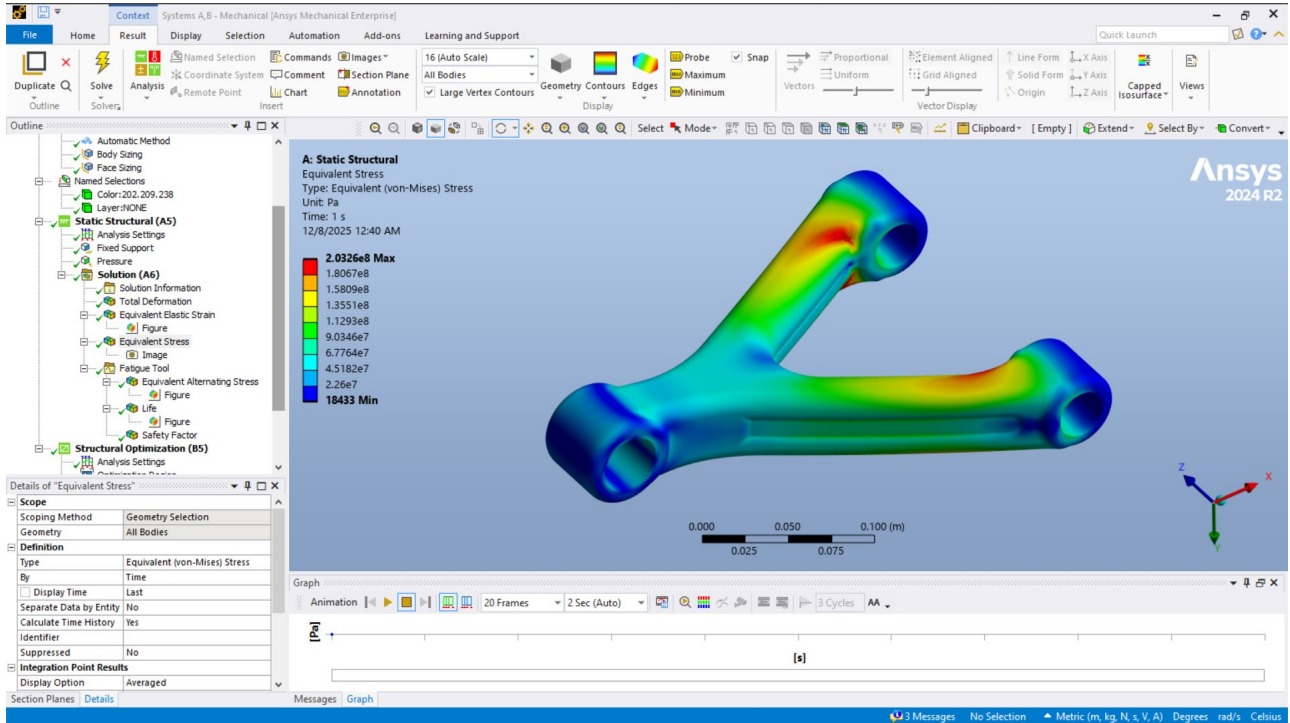 Context Systems A,B - Mechanical [Ansys Mechanical Enterprise]
File Home Result Display Selection Automation Add-ons Learning and Support Quick Launch
Duplicate Q Solve Analysis
Named Selection
Coordinate System
Remote Point
Commands
Comment
Chart
Images
Section Plane
Annotation
16 (Auto Scale)
All Bodies
Large Vertex Contours
Geometry Contours Edges
Probe
Maximum
Minimum
Snap
Vectors
Proportional
Uniform
Element Aligned
Grid Aligned
Line Form
Solid Form
Origin
X Axis
Y Axis
Z Axis
Capped
Isosurface
Views
Outline Solver Insert Display Vector Display
Outline
Select Mode Clipboard [ Empty ] Extend Select By Convert
Automatic Method
Body Sizing
Face Sizing
Named Selections
Color:202.209.238
Layer:NONE
Static Structural (A5)
Analysis Settings
Fixed Support
Pressure
Solution (A6)
Solution Information
Total Deformation
Equivalent Elastic Strain
Figure
Equivalent Stress
Image
Fatigue Tool
Equivalent Alternating Stress
Figure
Life
Figure
Safety Factor
Structural Optimization (B5)
Analysis Settings
Optimization Region
Details of "Equivalent Stress"
Scope
Scoping Method Geometry Selection
Geometry All Bodies
Definition
Type Equivalent (von-Mises) Stress
By Time
Display Time Last
Separate Data by Entity No
Calculate Time History Yes
Identifier
Suppressed No
Integration Point Results
Display Option Averaged
Section Planes Details
A: Static Structural
Equivalent Stress
Type: Equivalent (von-Mises) Stress
Unit: Pa
Time: 1 s
12/8/2025 12:40 AM
2.0326e8 Max
1.8067e8
1.5809e8
1.3551e8
1.1293e8
9.0346e7
6.7764e7
4.5182e7
2.26e7
18433 Min
Ansys
2024 R2
0.000 0.050 0.100 (m)
0.025 0.075
Z X
Y
Graph
Animation 20 Frames 2 Sec (Auto) 3 Cycles AA
[Pa]
[s]
Messages Graph
3 Messages No Selection Metric (m, kg, N, s, V, A) Degrees rad/s Celsius